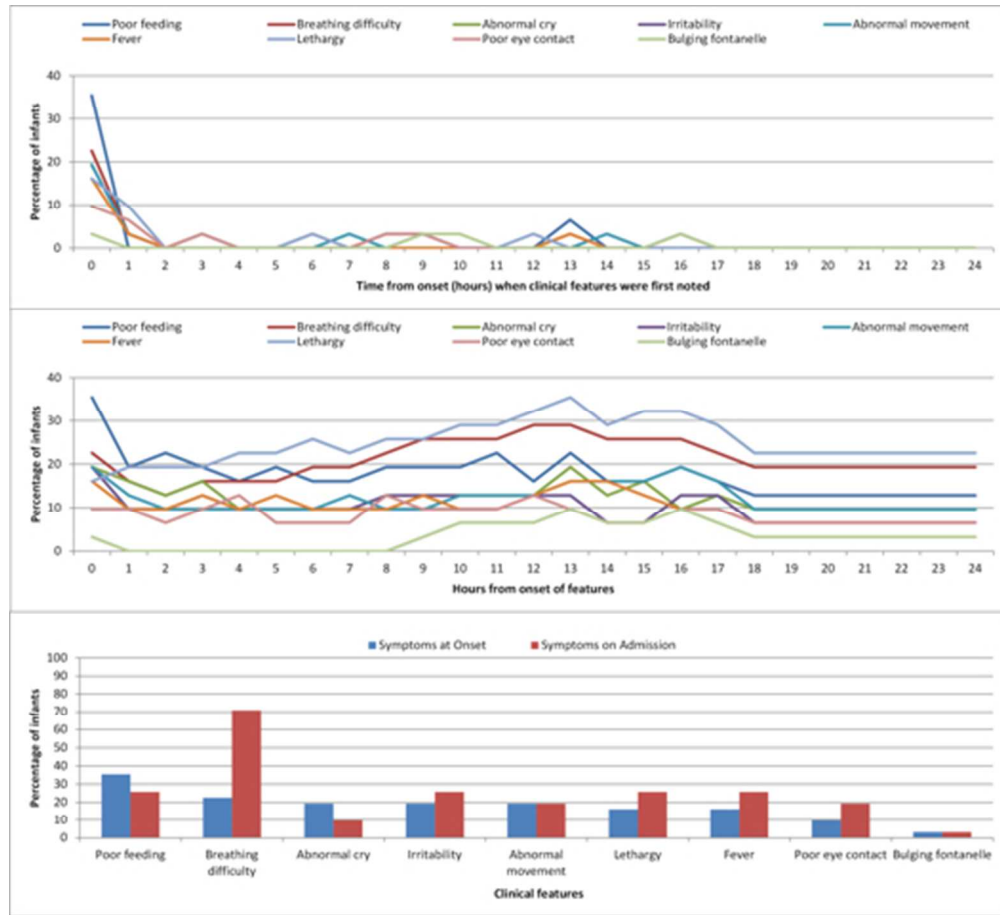 Poor feeding Breathing difficulty Abnormal cry Irritability Abnormal movement
Fever Lethargy Poor eye contact Bulging fontanelle
40
30
20
10
0
Percentage of infants
0 1 2 3 4 5 6 7 8 9 10 11 12 13 14 15 16 17 18 19 20 21 22 23 24
Time from onset (hours) when clinical features were first noted
Poor feeding Breathing difficulty Abnormal cry Irritability Abnormal movement
Fever Lethargy Poor eye contact Bulging fontanelle
40
30
20
10
0
Percentage of infants
0 1 2 3 4 5 6 7 8 9 10 11 12 13 14 15 16 17 18 19 20 21 22 23 24
Hours from onset of features
Symptoms at Onset Symptoms on Admission
100
90
80
70
60
50
40
30
20
10
0
Percentage of infants
Poor feeding Breathing Abnormal cry Irritability Abnormal Lethargy Fever Poor eye contact Bulging fontanelle
difficulty movement
Clinical features